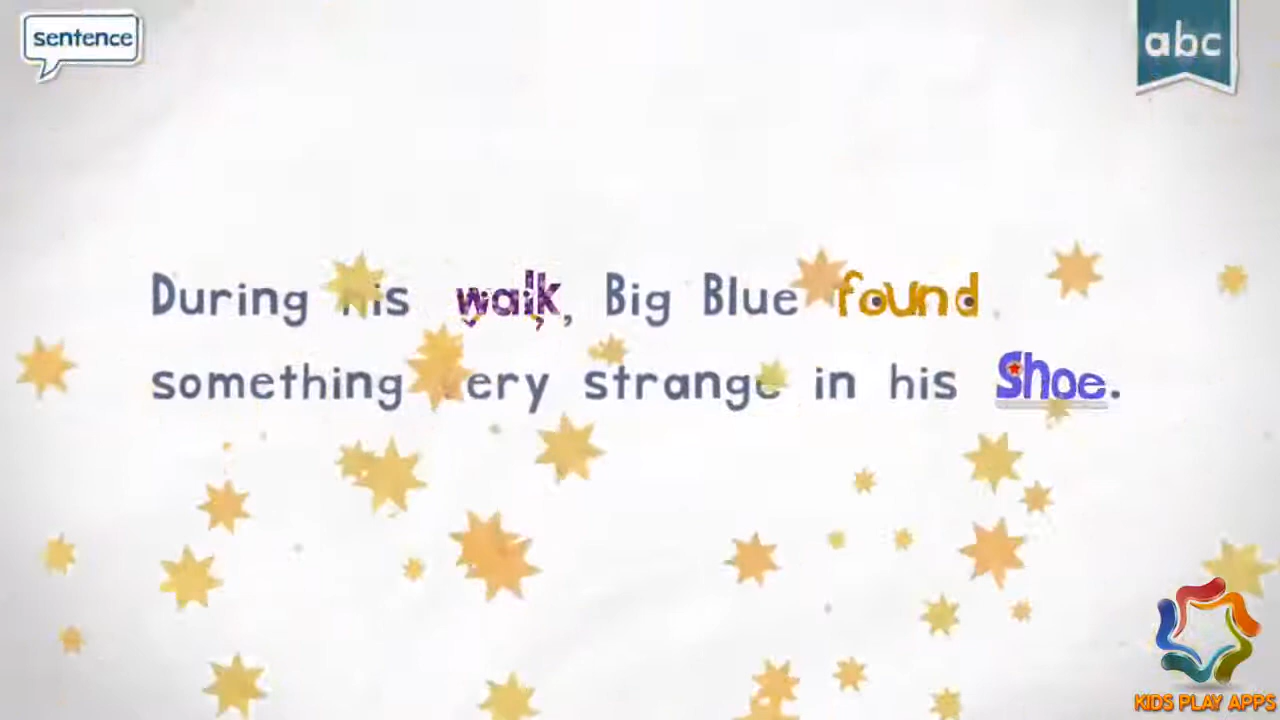 sentence
abc
During his walk, Big Blue found
something very strange in his Shoe.
KIDS PLAY APPS